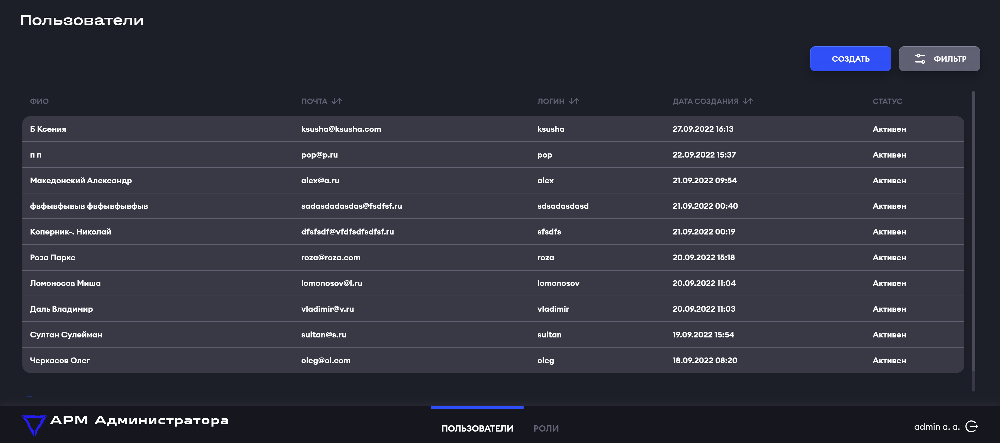 Пользователи
СОЗДАТЬ ФИЛЬТР
ФИО ПОЧТА ЛОГИН ДАТА СОЗДАНИЯ СТАТУС
Б Ксения ksusha@ksusha.com ksusha 27.09.2022 16:13 Активен
п п pop@p.ru pop 22.09.2022 15:37 Активен
Македонский Александр alex@a.ru alex 21.09.2022 09:54 Активен
фвфывфывыв фвфывфывфыв sadasdadasdas@fsdfsf.ru sdsadasdasd 21.09.2022 00:40 Активен
Коперник-. Николай dfsfsdf@vfdfsdfsdfsf.ru sfsdfs 21.09.2022 00:19 Активен
Роза Паркс roza@roza.com roza 20.09.2022 15:18 Активен
Ломоносов Миша lomonosov@l.ru lomonosov 20.09.2022 11:04 Активен
Даль Владимир vladimir@v.ru vladimir 20.09.2022 11:03 Активен
Султан Сулейман sultan@s.ru sultan 19.09.2022 15:54 Активен
Черкасов Олег oleg@ol.com oleg 18.09.2022 08:20 Активен
АРМ Администратора ПОЛЬЗОВАТЕЛИ РОЛИ admin a. a.